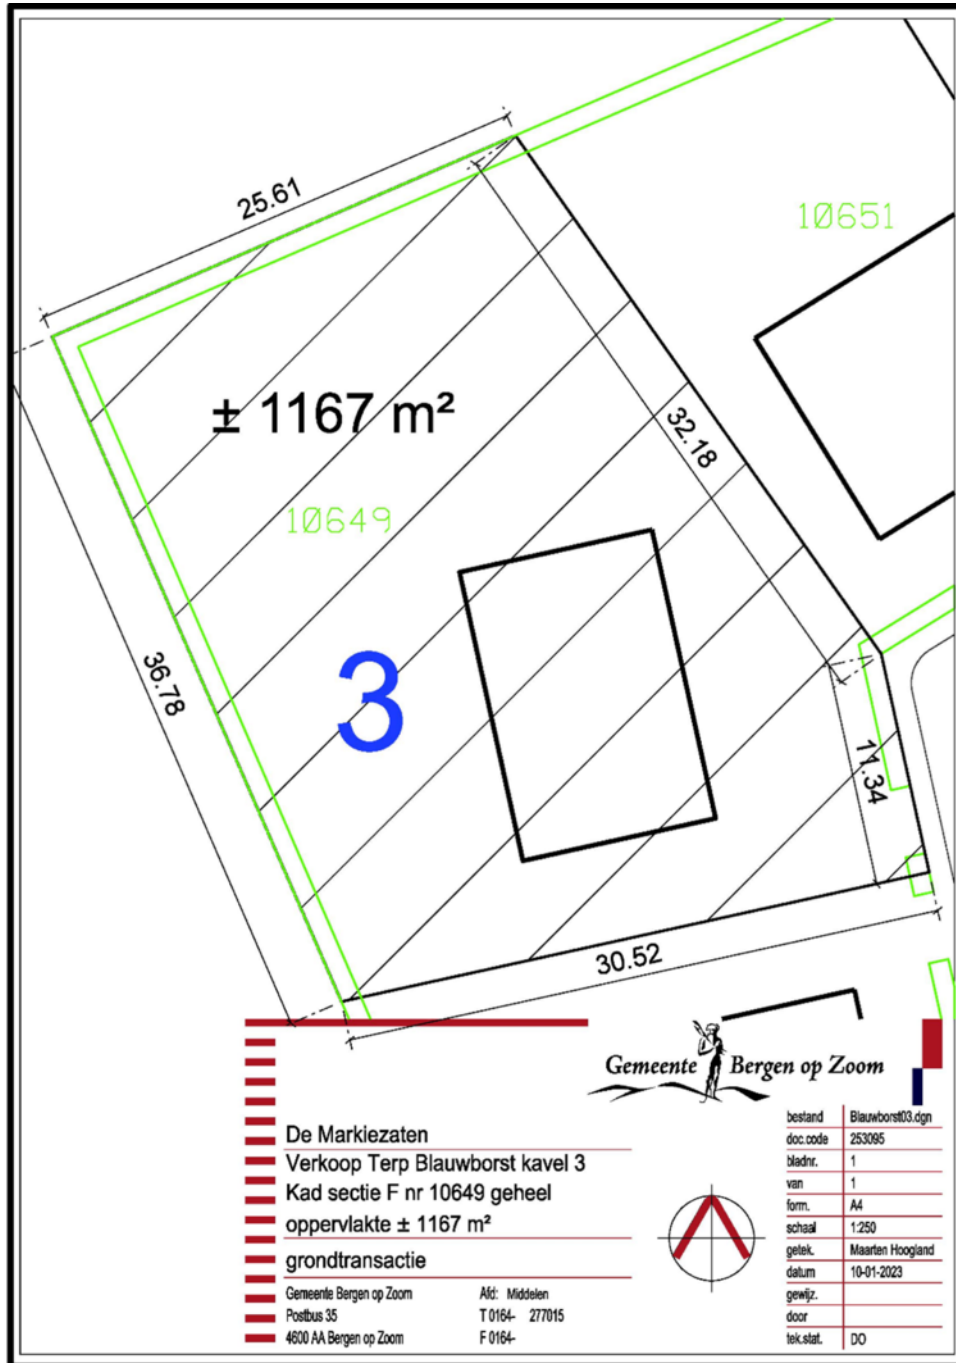 25.61
10651
± 1167 m²
32.18
10649
3
36.78
11.34
30.52
Gemeente Bergen op Zoom
De Markiezaten
Verkoop Terp Blauwborst kavel 3
Kad sectie F nr 10649 geheel
oppervlakte ± 1167 m²
grondtransactie
Gemeente Bergen op Zoom Afd: Middelen
Postbus 35 T 0164- 277015
4600 AA Bergen op Zoom F 0164-
bestand Blauwborst03.dgn
doc.code 253095
bladnr. 1
van 1
form. A4
schaal 1:250
getek. Maarten Hoogland
datum 10-01-2023
gewijz.
door
tek.stat. DO